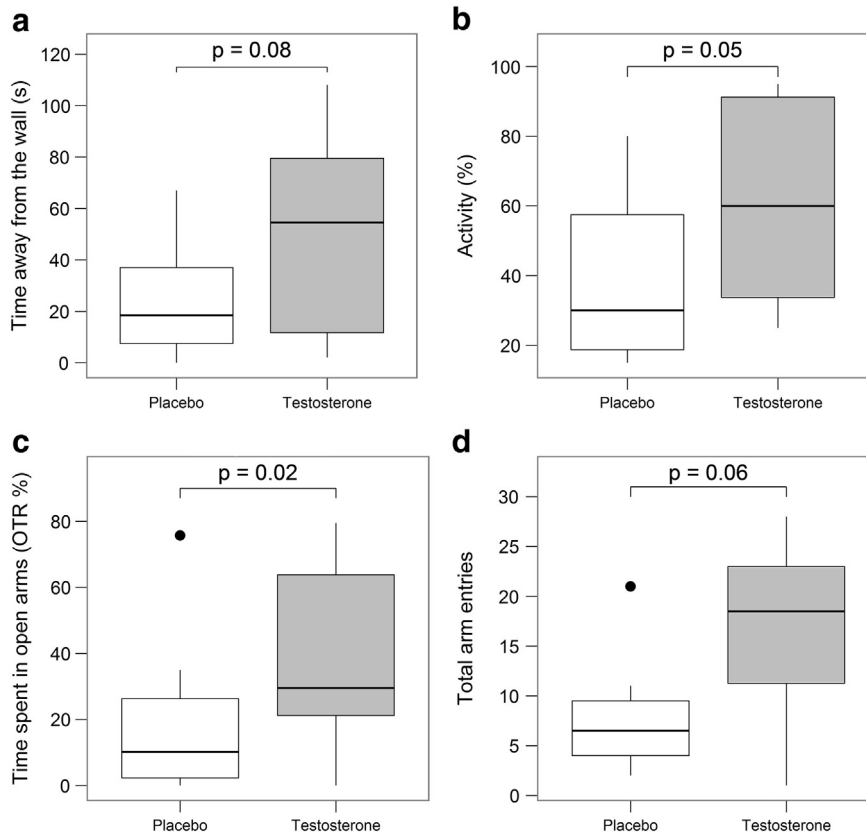 a
p = 0.08
Time away from the wall (s)
120
100
80
60
40
20
0
Placebo
Testosterone
b
p = 0.05
Activity (%)
100
80
60
40
20
Placebo
Testosterone
c
p = 0.02
Time spent in open arms (OTR %)
80
60
40
20
0
Placebo
Testosterone
d
p = 0.06
Total arm entries
30
25
20
15
10
5
0
Placebo
Testosterone